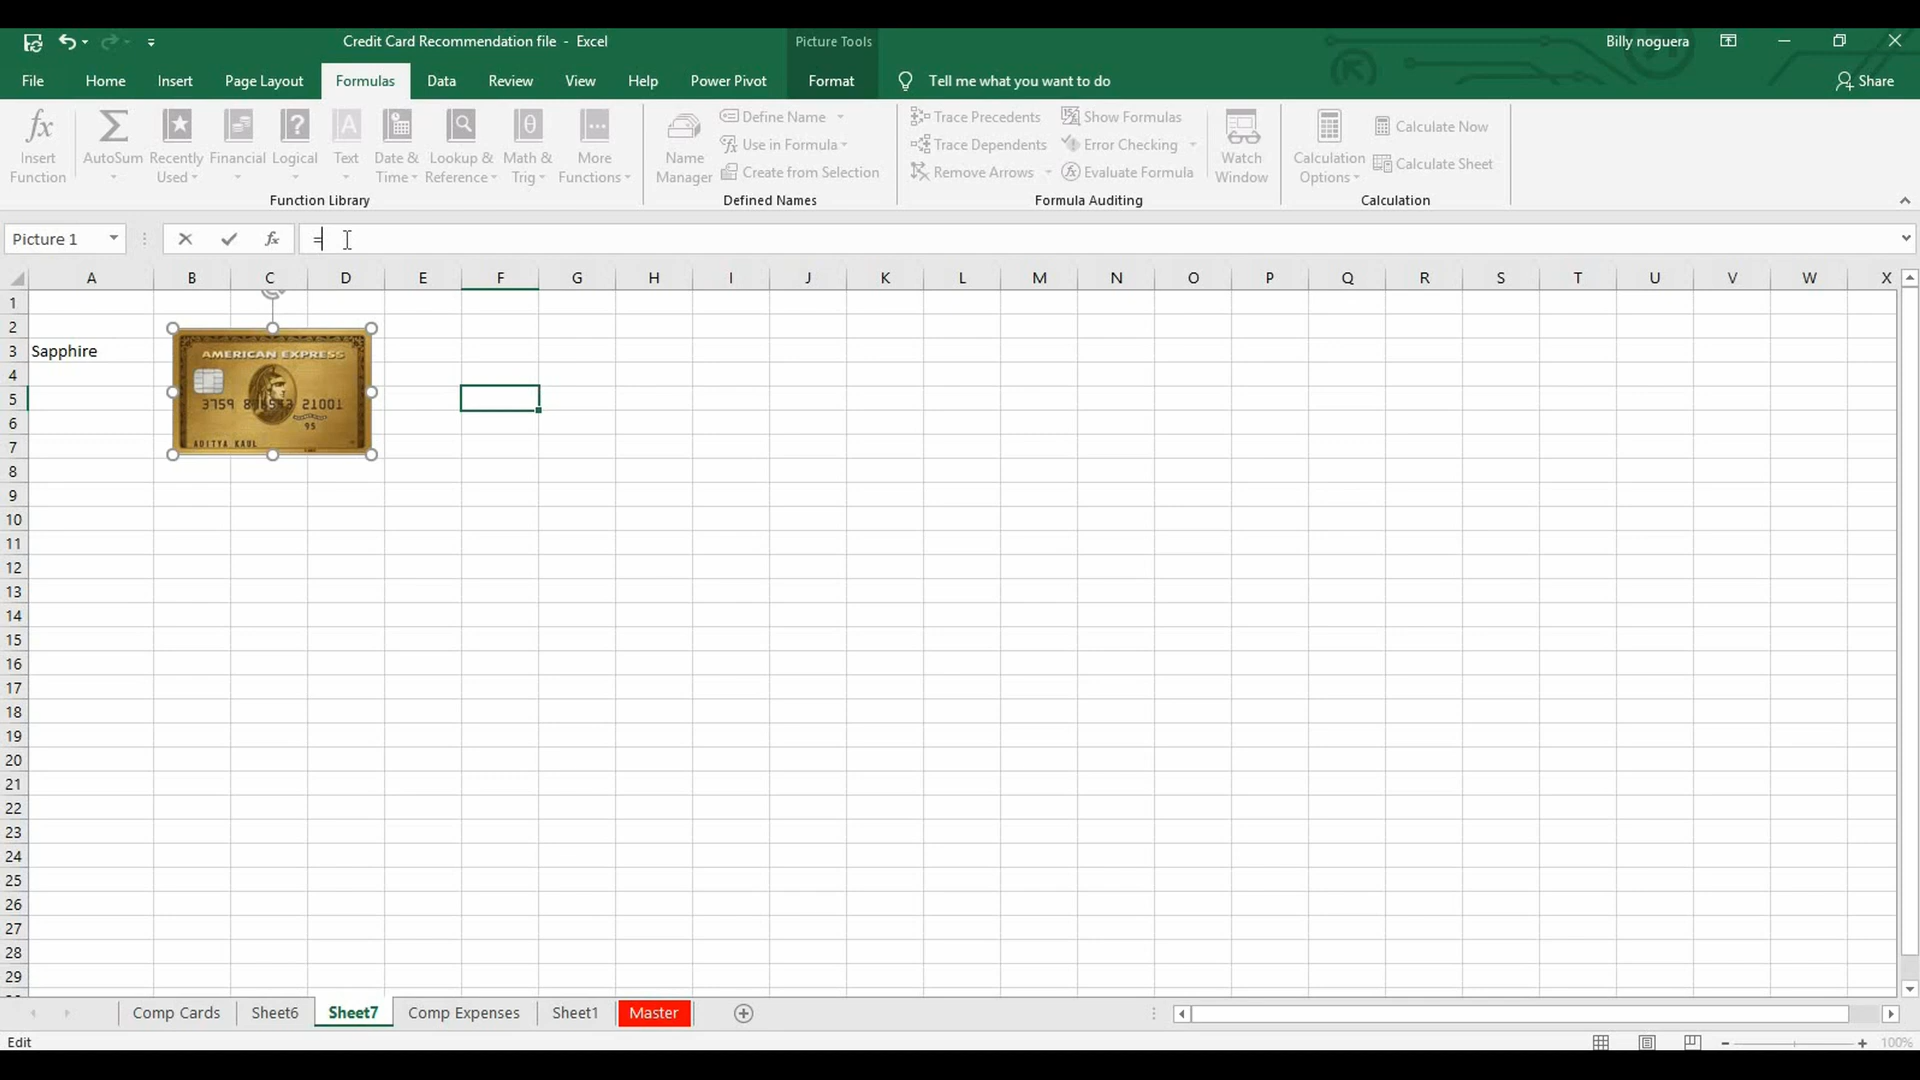 Credit Card Recommendation file - Excel
Picture Tools
Billy noguera
File Home Insert Page Layout Formulas Data Review View Help Power Pivot Format Tell me what you want to do Share
Insert Function
AutoSum
Recently Used
Financial
Logical
Text
Date & Time
Lookup & Reference
Math & Trig
More Functions
Function Library
Name Manager
Define Name
Use in Formula
Create from Selection
Defined Names
Trace Precedents
Trace Dependents
Remove Arrows
Show Formulas
Error Checking
Evaluate Formula
Formula Auditing
Watch Window
Calculation Options
Calculate Now
Calculate Sheet
Calculation
Picture 1 fx =
A B C D E F G H I J K L M N O P Q R S T U V W X
1
2
3 Sapphire
4
5
6
7
8
9
10
11
12
13
14
15
16
17
18
19
20
21
22
23
24
25
26
27
28
29
AMERICAN EXPRESS
21001
95
ADITYA KAUL
Comp Cards Sheet6 Sheet7 Comp Expenses Sheet1 Master
Edit
100%